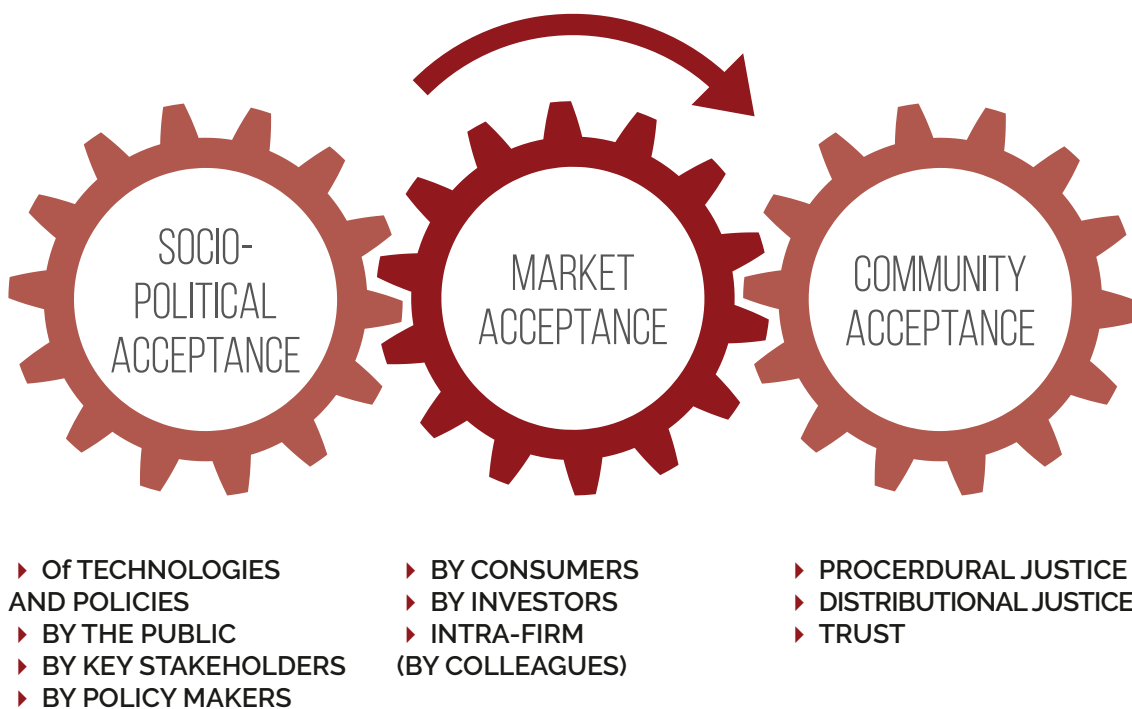 SOCIO-
POLITICAL
ACCEPTANCE
MARKET
ACCEPTANCE
COMMUNITY
ACCEPTANCE
Of TECHNOLOGIES
AND POLICIES
BY THE PUBLIC
BY KEY STAKEHOLDERS
BY POLICY MAKERS
BY CONSUMERS
BY INVESTORS
INTRA-FIRM
(BY COLLEAGUES)
PROCERDURAL JUSTICE
DISTRIBUTIONAL JUSTICE
TRUST